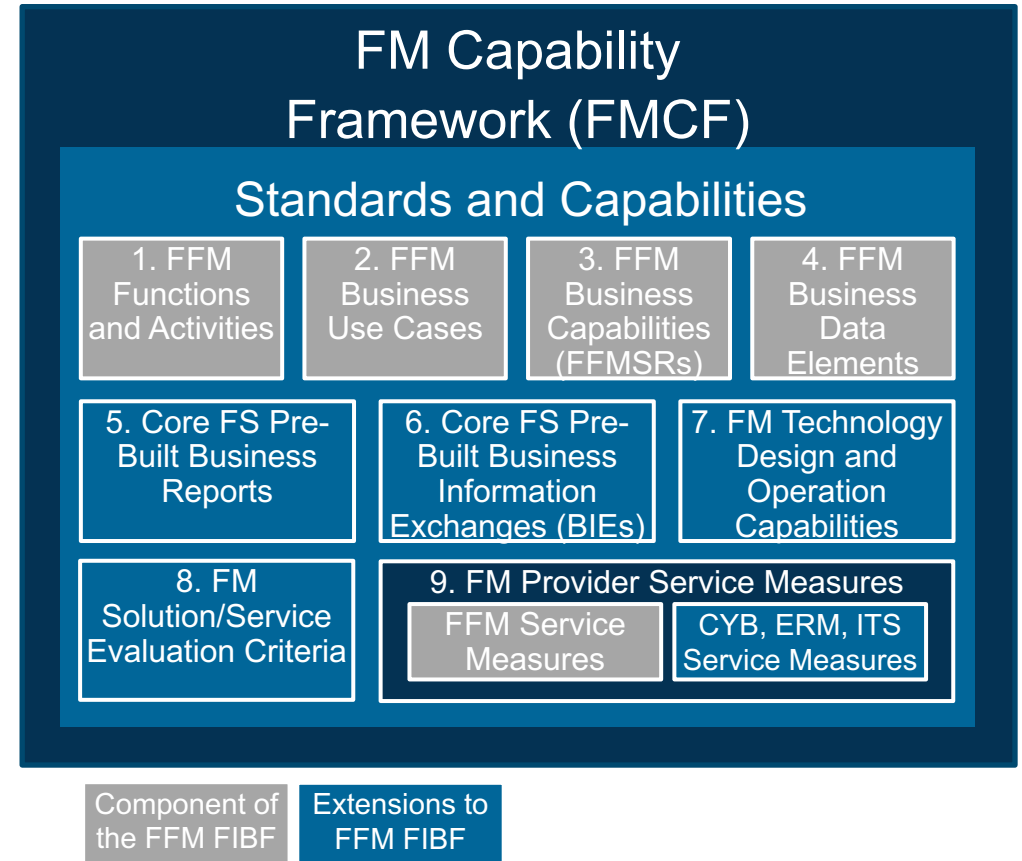 FM Capability
Framework (FMCF)
Standards and Capabilities
1. FFM
Functions
and Activities
2. FFM
Business
Use Cases
3. FFM
Business
Capabilities
(FFMSRs)
4. FFM
Business
Data
Elements
5. Core FS Pre-
Built Business
Reports
6. Core FS Pre-
Built Business
Information
Exchanges (BIEs)
7. FM Technology
Design and
Operation
Capabilities
8. FM
Solution/Service
Evaluation Criteria
9. FM Provider Service Measures
FFM Service
Measures
CYB, ERM, ITS
Service Measures
Component of
the FFM FIBF
Extensions to
FFM FIBF